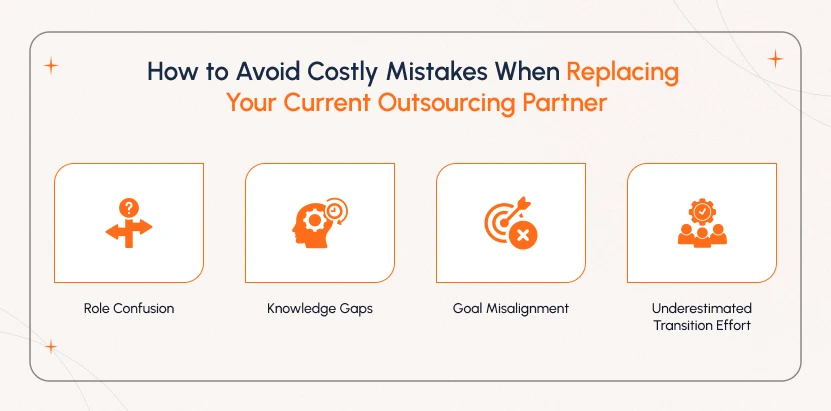 How to Avoid Costly Mistakes When Replacing
Your Current Outsourcing Partner
?
Role Confusion
Knowledge Gaps
Goal Misalignment
Underestimated
Transition Effort